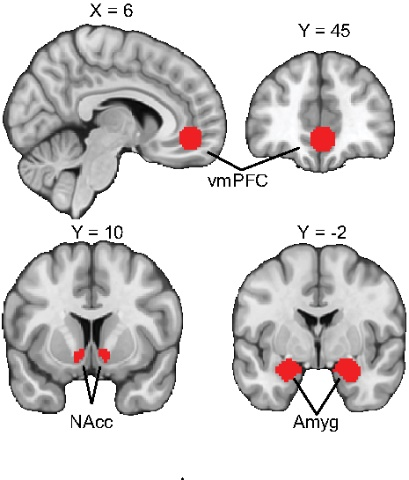 X = 6
Y = 45
vmPFC
Y = 10
Y = -2
NAcc
Amyg